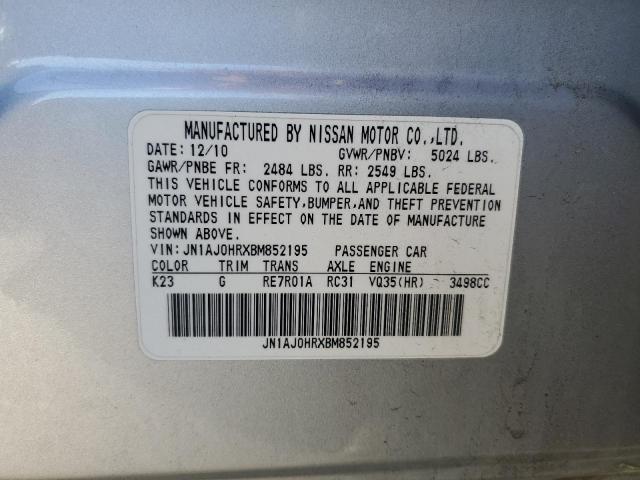 MANUFACTURED BY NISSAN MOTOR CO.,LTD.
DATE: 12/10 GVWR/PNBV: 5024 LBS.
GAWR/PNBE FR: 2484 LBS. RR: 2549 LBS.
THIS VEHICLE CONFORMS TO ALL APPLICABLE FEDERAL
MOTOR VEHICLE SAFETY,BUMPER,AND THEFT PREVENTION
STANDARDS IN EFFECT ON THE DATE OF MANUFACTURE
SHOWN ABOVE.
VIN: JN1AJ0HRXBM852195 PASSENGER CAR
COLOR TRIM TRANS AXLE ENGINE
K23 G RE7R01A RC31 VQ35(HR) 3498CC
JN1AJ0HRXBM852195